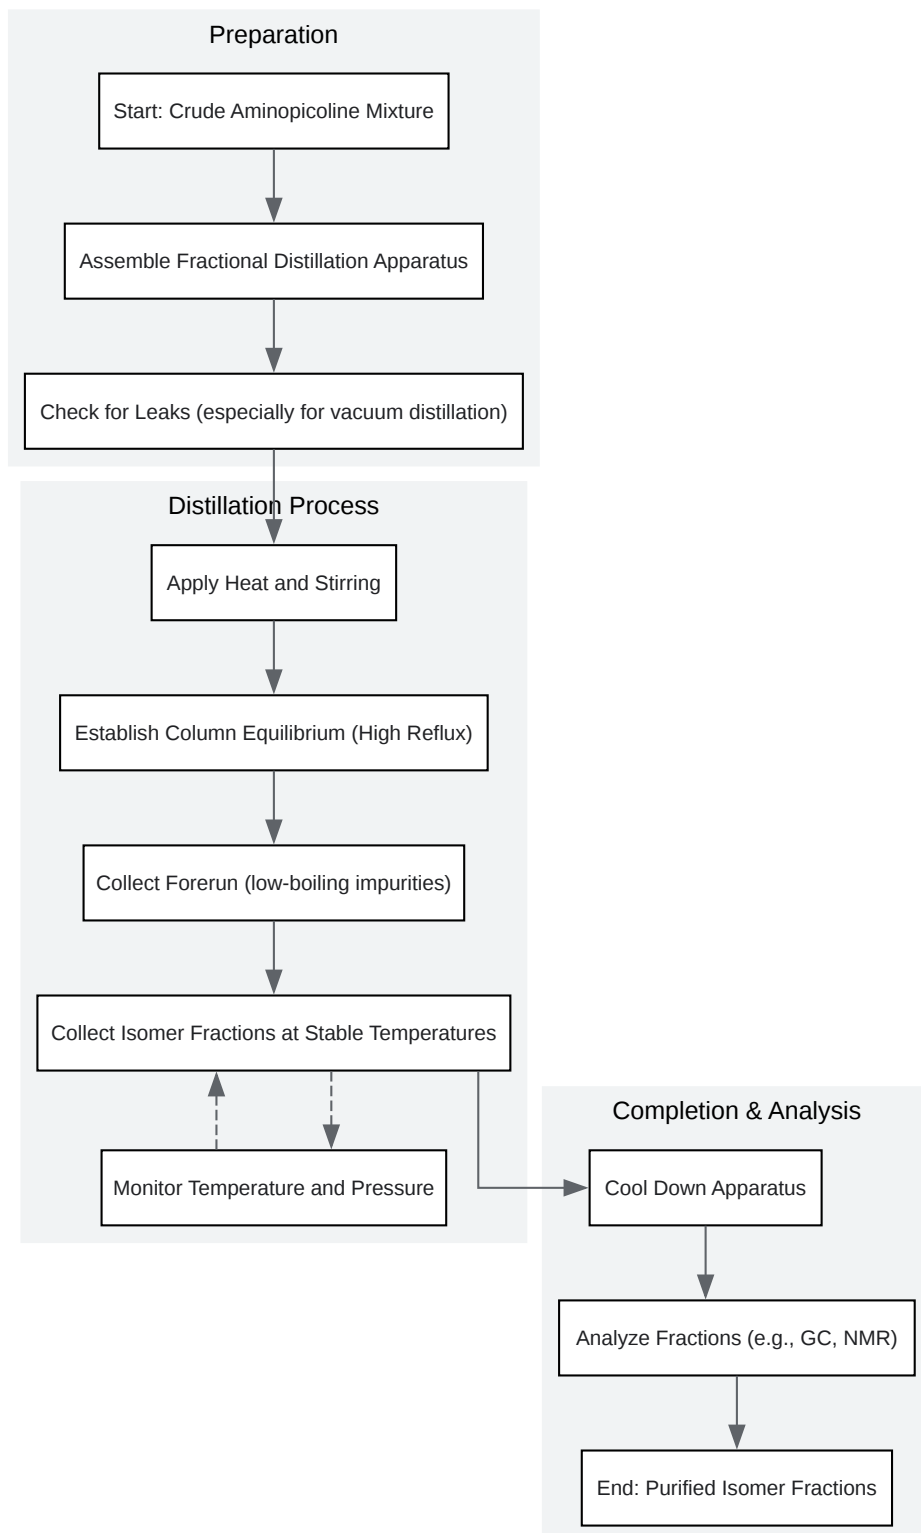 Preparation
Start: Crude Aminopicoline Mixture
Assemble Fractional Distillation Apparatus
Check for Leaks (especially for vacuum distillation)
Distillation Process
Apply Heat and Stirring
Establish Column Equilibrium (High Reflux)
Collect Forerun (low-boiling impurities)
Collect Isomer Fractions at Stable Temperatures
Monitor Temperature and Pressure
Completion & Analysis
Cool Down Apparatus
Analyze Fractions (e.g., GC, NMR)
End: Purified Isomer Fractions